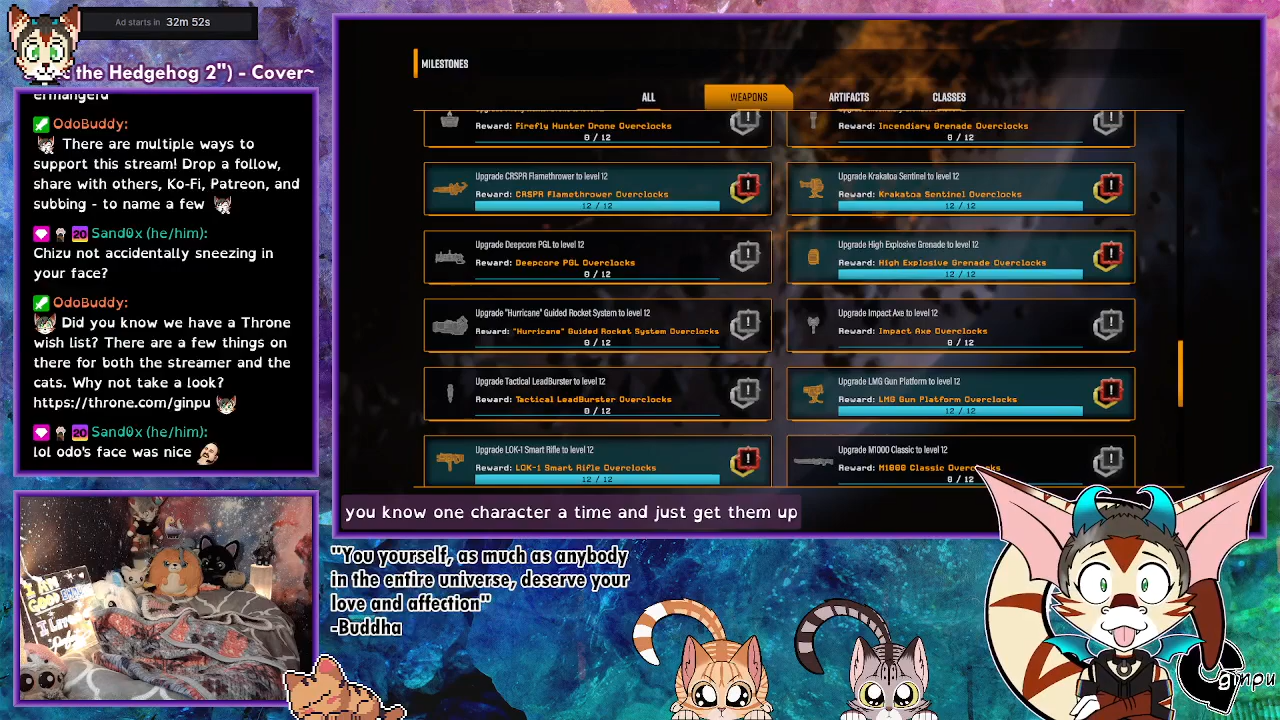 Ad starts in 32m 52s
the Hedgehog 2") - Cover~
ermangerd
OdoBuddy:
There are multiple ways to
support this stream! Drop a follow,
share with others, Ko-Fi, Patreon, and
subbing - to name a few
20 Sand0x (he/him):
Chizu not accidentally sneezing in
your face?
OdoBuddy:
Did you know we have a Throne
wish list? There are a few things on
there for both the streamer and the
cats. Why not take a look?
https://throne.com/ginpu
20 Sand0x (he/him):
lol odo's face was nice
MILESTONES
ALL
WEAPONS
ARTIFACTS
CLASSES
Reward: Firefly Hunter Drone Overclocks
0 / 12
Reward: Incendiary Grenade Overclocks
0 / 12
Upgrade CRSPR Flamethrower to level 12
Reward: CRSPR Flamethrower Overclocks
12 / 12
Upgrade Krakatoa Sentinel to level 12
Reward: Krakatoa Sentinel Overclocks
12 / 12
Upgrade Deepcore PGL to level 12
Reward: Deepcore PGL Overclocks
0 / 12
Upgrade High Explosive Grenade to level 12
Reward: High Explosive Grenade Overclocks
12 / 12
Upgrade "Hurricane" Guided Rocket System to level 12
Reward: "Hurricane" Guided Rocket System Overclocks
0 / 12
Upgrade Impact Axe to level 12
Reward: Impact Axe Overclocks
0 / 12
Upgrade Tactical LeadBurster to level 12
Reward: Tactical LeadBurster Overclocks
0 / 12
Upgrade LMG Gun Platform to level 12
Reward: LMG Gun Platform Overclocks
12 / 12
Upgrade LOK-1 Smart Rifle to level 12
Reward: LOK-1 Smart Rifle Overclocks
12 / 12
Upgrade M1000 Classic to level 12
Reward: M1000 Classic Overclocks
0 / 12
you know one character a time and just get them up
"You yourself, as much as anybody
in the entire universe, deserve your
love and affection"
-Buddha
I AM
GOOD
ginpu